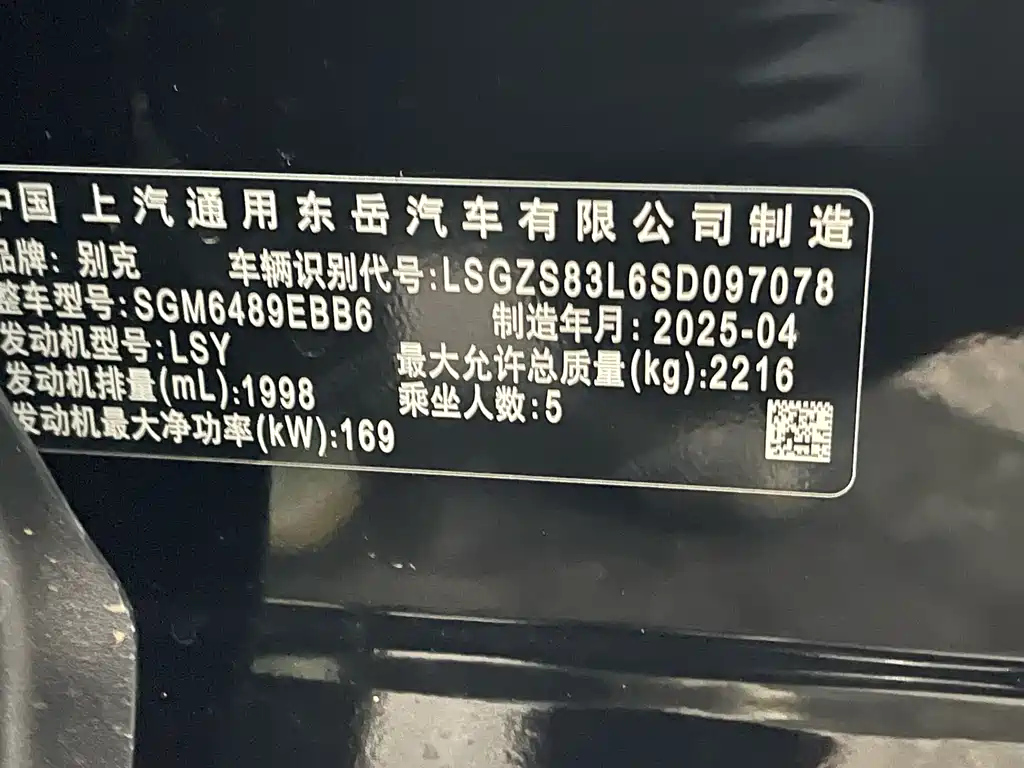 中国 上汽通用东岳汽车有限公司制造
品牌: 别克 车辆识别代号:LSGZS83L6SD097078
整车型号:SGM6489EBB6 制造年月: 2025-04
发动机型号:LSY 最大允许总质量(kg):2216
发动机排量(mL):1998 乘坐人数:5
发动机最大净功率(kW):169